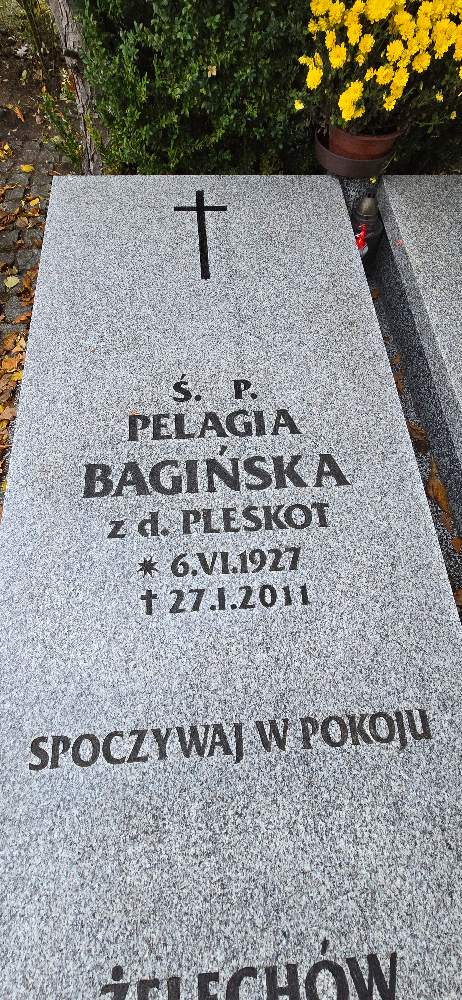 Ś. P.
PELAGIA
BAGIŃSKA
z d. PLESKOT
* 6.VI.1927
† 27.I.2011
SPOCZYWAJ W POKOJU
ŻELECHÓW